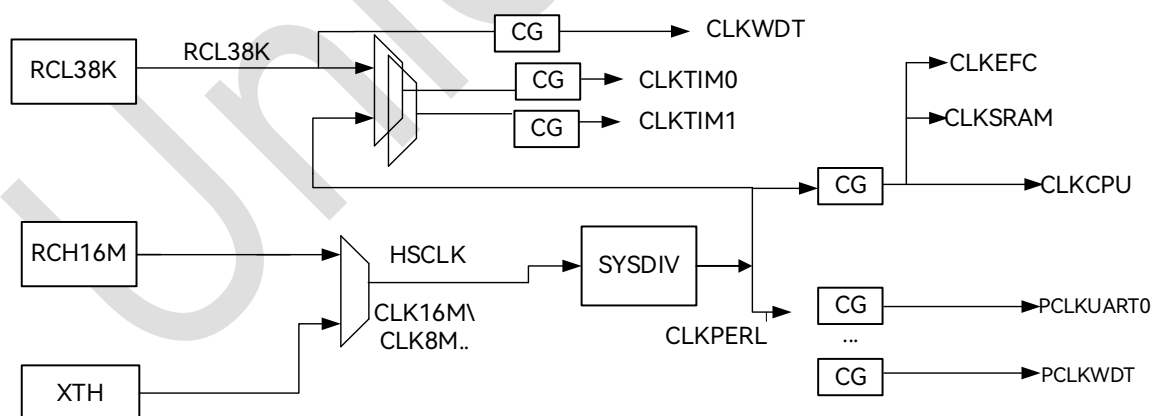 CG
CLKWDT
RCL38K
RCL38K
CG
CLKTIM0
CG
CLKTIM1
CLKEFC
CLKSRAM
CG
CLKCPU
RCH16M
HSCLK
SYSDIV
CLK16M\
CLK8M..
CLKPERL
CG
PCLKUART0
...
CG
PCLKWDT
XTH